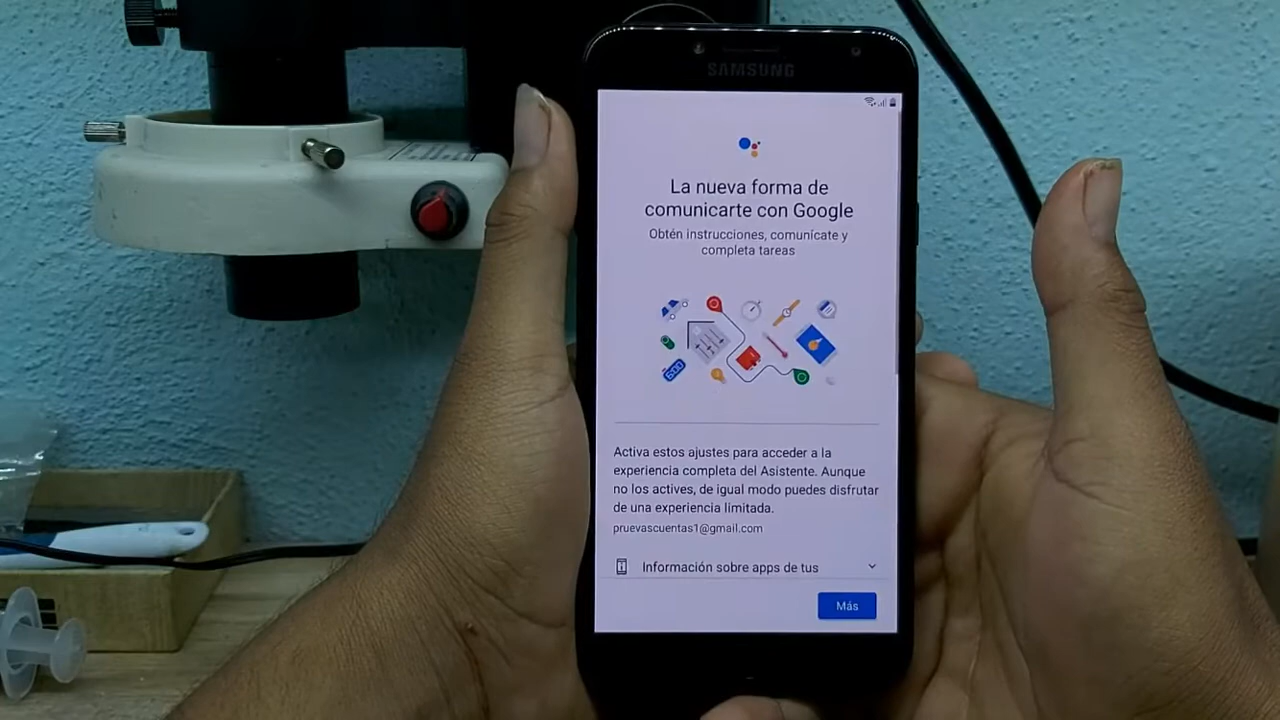 SAMSUNG
La nueva forma de
comunicarte con Google
Obtén instrucciones, comunícate y
completa tareas
Activa estos ajustes para acceder a la
experiencia completa del Asistente. Aunque
no los actives, de igual modo puedes disfrutar
de una experiencia limitada.
pruevascuentas1@gmail.com
Información sobre apps de tus
Más